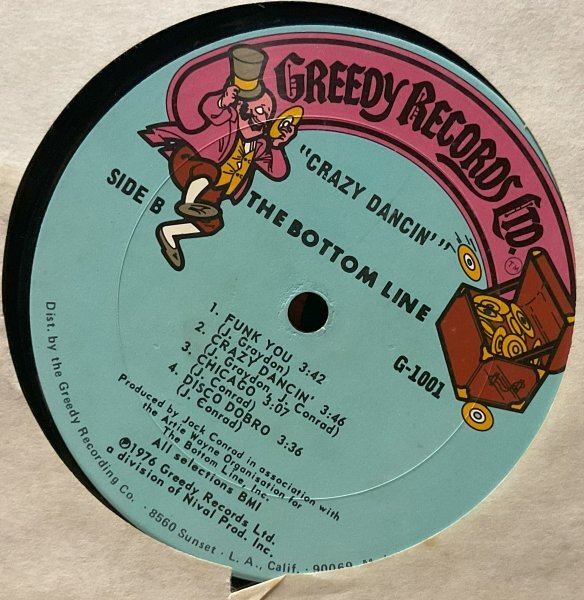 GREEDY RECORDS LTD.
TM
"CRAZY DANCIN'"
SIDE B
THE BOTTOM LINE
G-1001
1. FUNK YOU 3:42
(J. Graydon)
2. CRAZY DANCIN' 3:46
(J. Graydon, J. Conrad)
3. CHICAGO 3:07
(J. Conrad)
4. DISCO DOBRO 3:36
(J. Conrad)
Produced by Jack Conrad in association with
the Artie Wayne Organisation for
The Bottom Line, Inc.
All selections BMI
℗1976 Greedy Records Ltd.
a division of Nival Prod. Inc.
Dist. by the Greedy Recording Co. · 8560 Sunset · L. A., Calif. · 90069